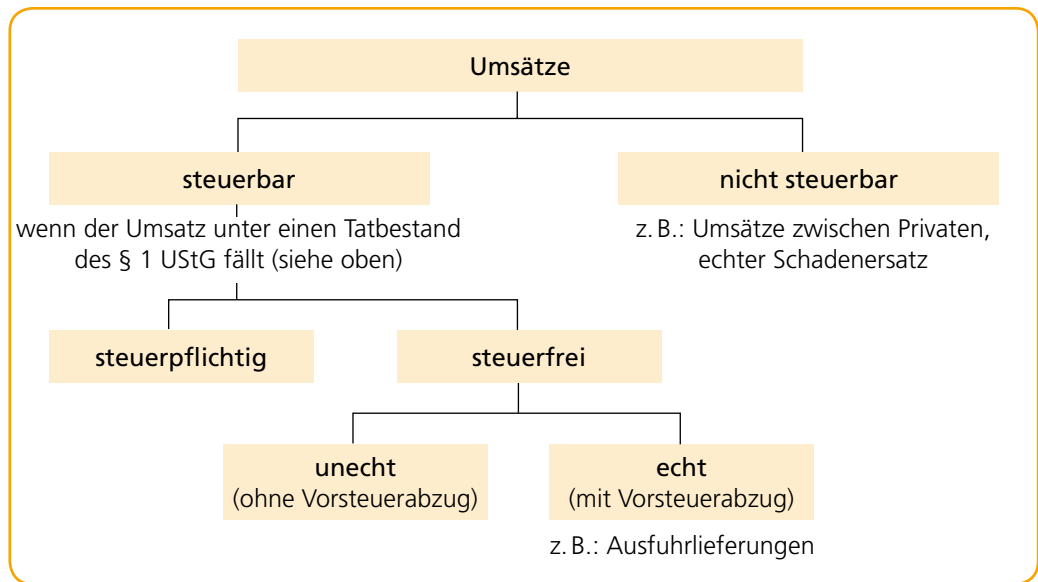 Umsätze
steuerbar
nicht steuerbar
wenn der Umsatz unter einen Tatbestand
des § 1 UStG fällt (siehe oben)
z. B.: Umsätze zwischen Privaten,
echter Schadenersatz
steuerpflichtig
steuerfrei
unecht
(ohne Vorsteuerabzug)
echt
(mit Vorsteuerabzug)
z. B.: Ausfuhrlieferungen